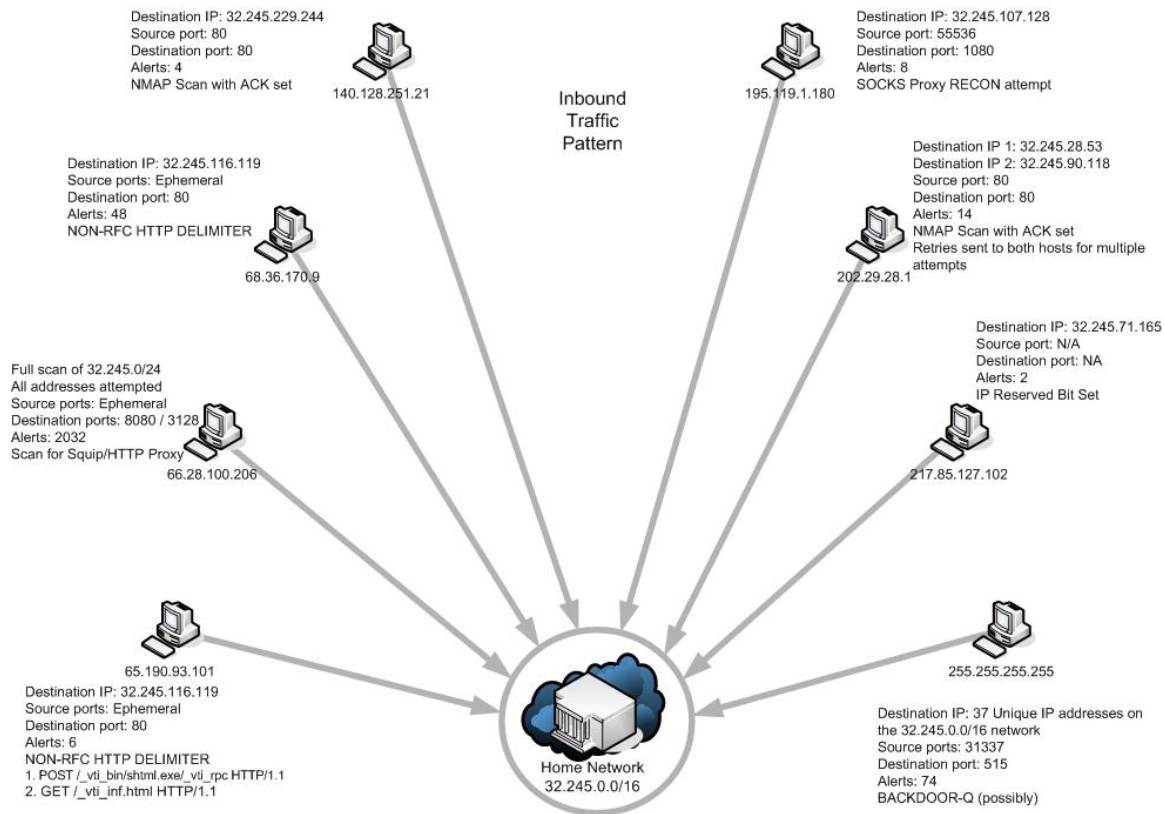 Destination IP: 32.245.229.244
Source port: 80
Destination port: 80
Alerts: 4
NMAP Scan with ACK set
140.128.251.21
Inbound
Traffic
Pattern
Destination IP: 32.245.107.128
Source port: 55536
Destination port: 1080
Alerts: 8
SOCKS Proxy RECON attempt
195.119.1.180
Destination IP: 32.245.116.119
Source ports: Ephemeral
Destination port: 80
Alerts: 48
NON-RFC HTTP DELIMITER
68.36.170.9
Destination IP 1: 32.245.28.53
Destination IP 2: 32.245.90.118
Source port: 80
Destination port: 80
Alerts: 14
NMAP Scan with ACK set
Retries sent to both hosts for multiple
attempts
202.29.28.1
Full scan of 32.245.0/24
All addresses attempted
Source ports: Ephemeral
Destination ports: 8080 / 3128
Alerts: 2032
Scan for Squip/HTTP Proxy
66.28.100.206
Destination IP: 32.245.71.165
Source port: N/A
Destination port: NA
Alerts: 2
IP Reserved Bit Set
217.85.127.102
65.190.93.101
Destination IP: 32.245.116.119
Source ports: Ephemeral
Destination port: 80
Alerts: 6
NON-RFC HTTP DELIMITER
1. POST /_vti_bin/shtml.exe/_vti_rpc HTTP/1.1
2. GET /_vti_inf.html HTTP/1.1
Home Network
32.245.0.0/16
255.255.255.255
Destination IP: 37 Unique IP addresses on
the 32.245.0.0/16 network
Source ports: 31337
Destination port: 515
Alerts: 74
BACKDOOR-Q (possibly)